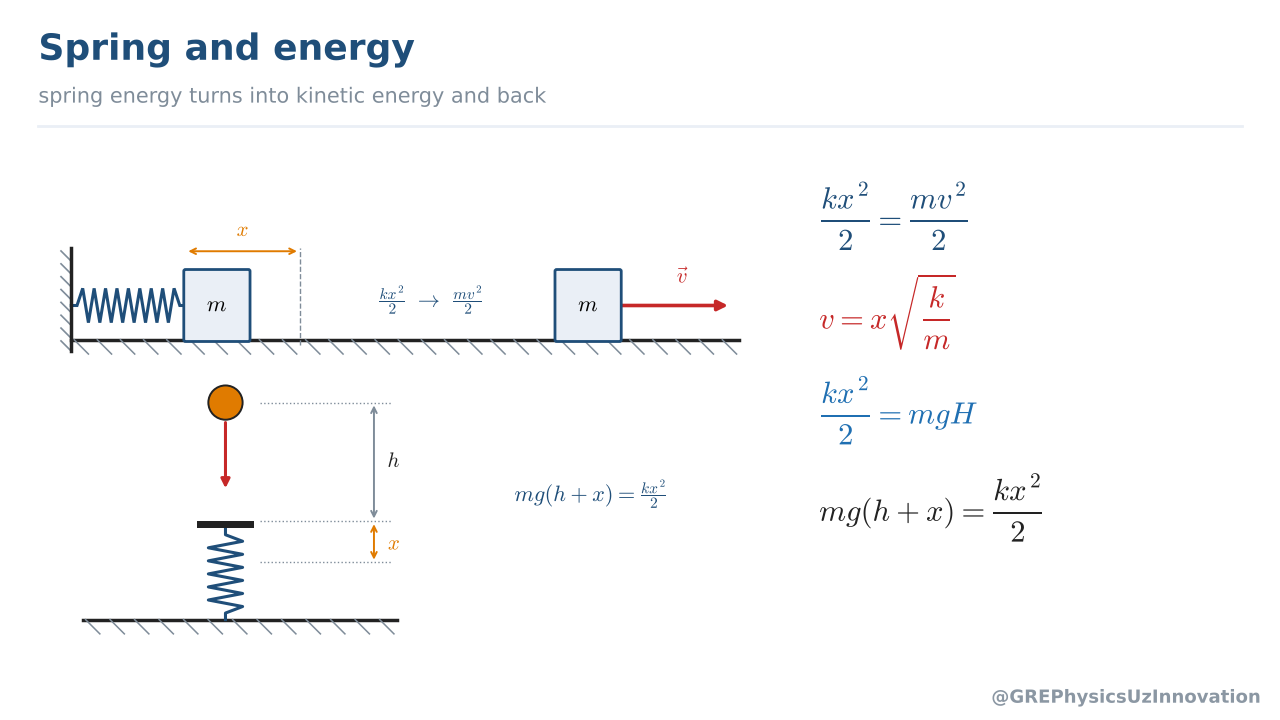 Spring and energy
spring energy turns into kinetic energy and back
x
m
kx²/2 → mv²/2
m
v⃗
h
x
mg(h + x) = kx²/2
kx²/2 = mv²/2
v = x√(k/m)
kx²/2 = mgH
mg(h + x) = kx²/2
@GREPhysicsUzInnovation